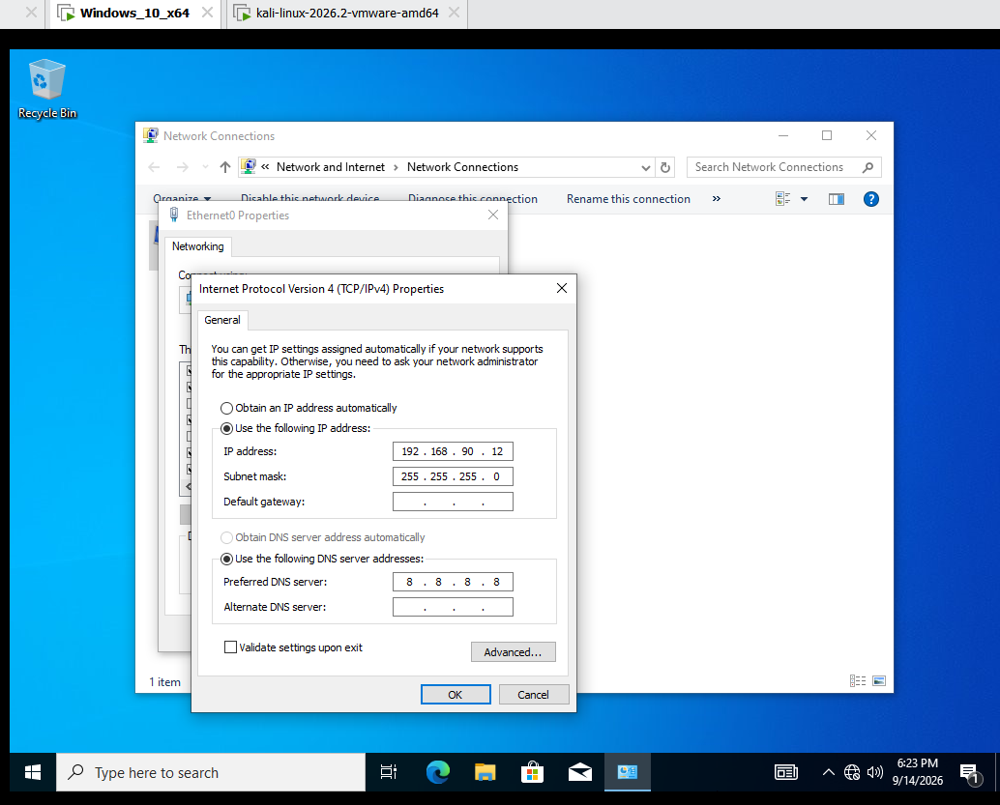 Windows_10_x64
kali-linux-2026.2-vmware-amd64
Recycle Bin
Network Connections
« Network and Internet > Network Connections
Search Network Connections
Organize
Disable this network device
Diagnose this connection
Rename this connection
»
Ethernet0 Properties
Networking
Connect using:
Th
Internet Protocol Version 4 (TCP/IPv4) Properties
General
You can get IP settings assigned automatically if your network supports
this capability. Otherwise, you need to ask your network administrator
for the appropriate IP settings.
Obtain an IP address automatically
Use the following IP address:
IP address: 192 . 168 . 90 . 12
Subnet mask: 255 . 255 . 255 . 0
Default gateway: . . .
Obtain DNS server address automatically
Use the following DNS server addresses:
Preferred DNS server: 8 . 8 . 8 . 8
Alternate DNS server: . . .
Validate settings upon exit
Advanced...
OK
Cancel
1 item
Type here to search
6:23 PM
9/14/2026
1